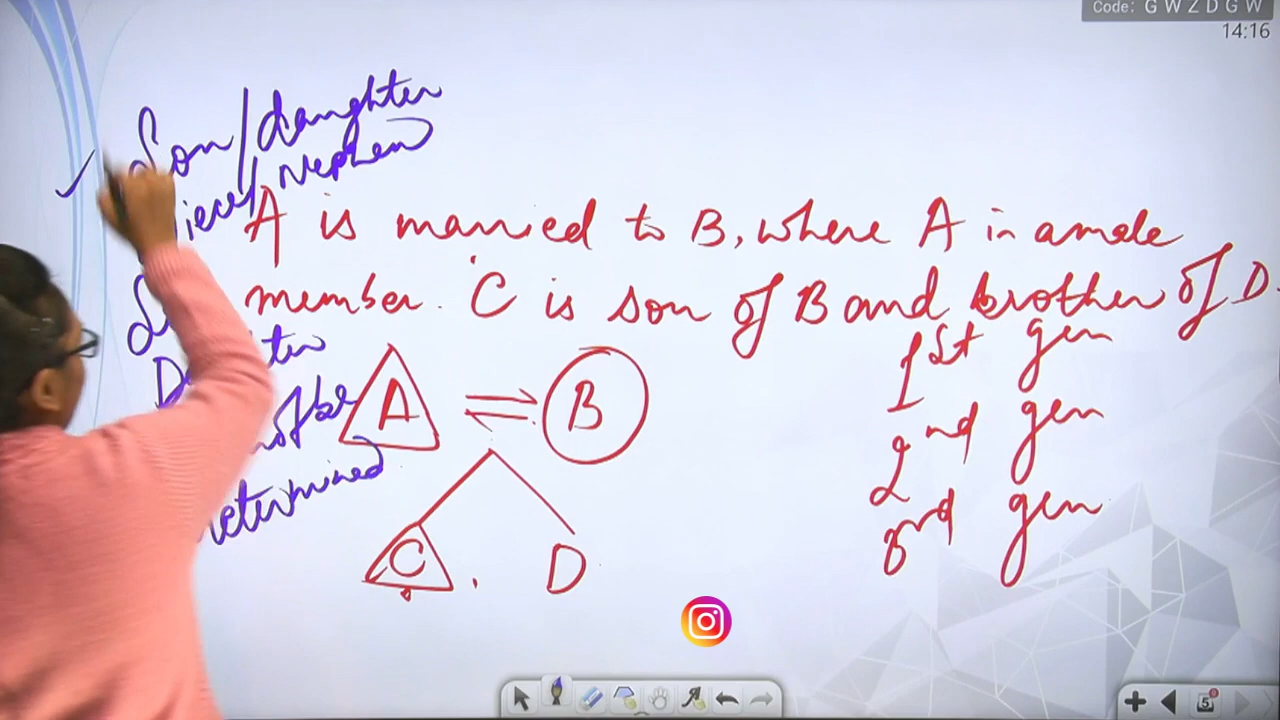 Code: G W Z D G W
14:16
Son/daughter
Niece/Nephew
A is married to B, where A is a male
member. C is son of B and brother of D.
1st gen
2nd gen
3rd gen
A
B
C
D
determined
5